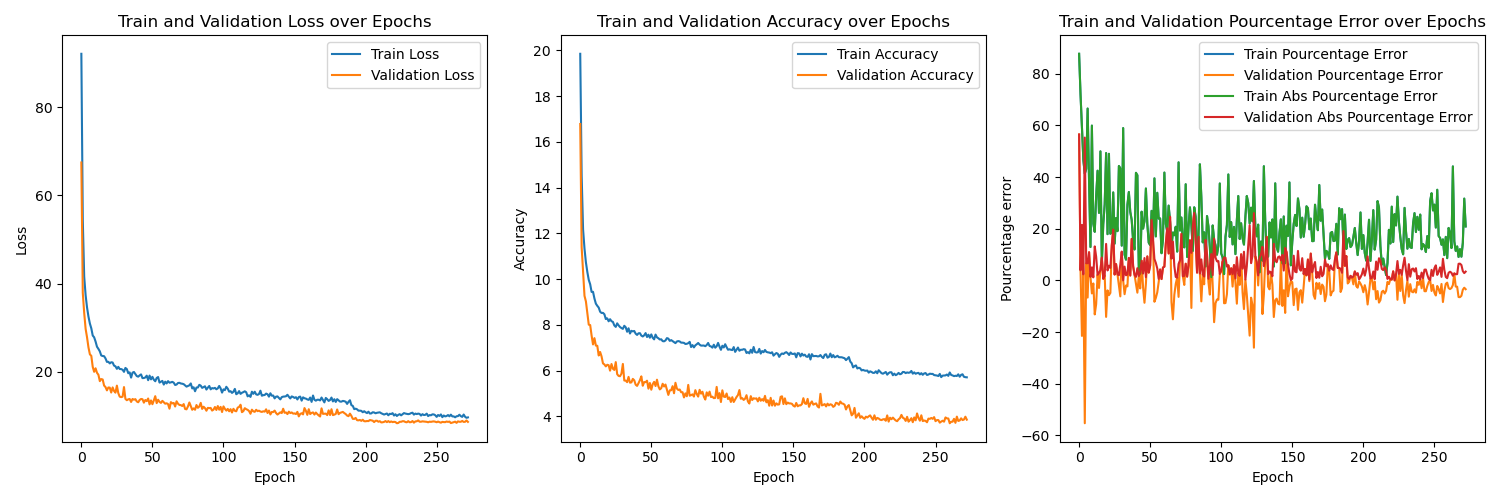 Train and Validation Loss over Epochs
Train Loss
Validation Loss
80
60
40
20
Loss
0 50 100 150 200 250
Epoch
Train and Validation Accuracy over Epochs
Train Accuracy
Validation Accuracy
20
18
16
14
12
10
8
6
4
Accuracy
0 50 100 150 200 250
Epoch
Train and Validation Pourcentage Error over Epochs
Train Pourcentage Error
Validation Pourcentage Error
Train Abs Pourcentage Error
Validation Abs Pourcentage Error
80
60
40
20
0
−20
−40
−60
Pourcentage error
0 50 100 150 200 250
Epoch